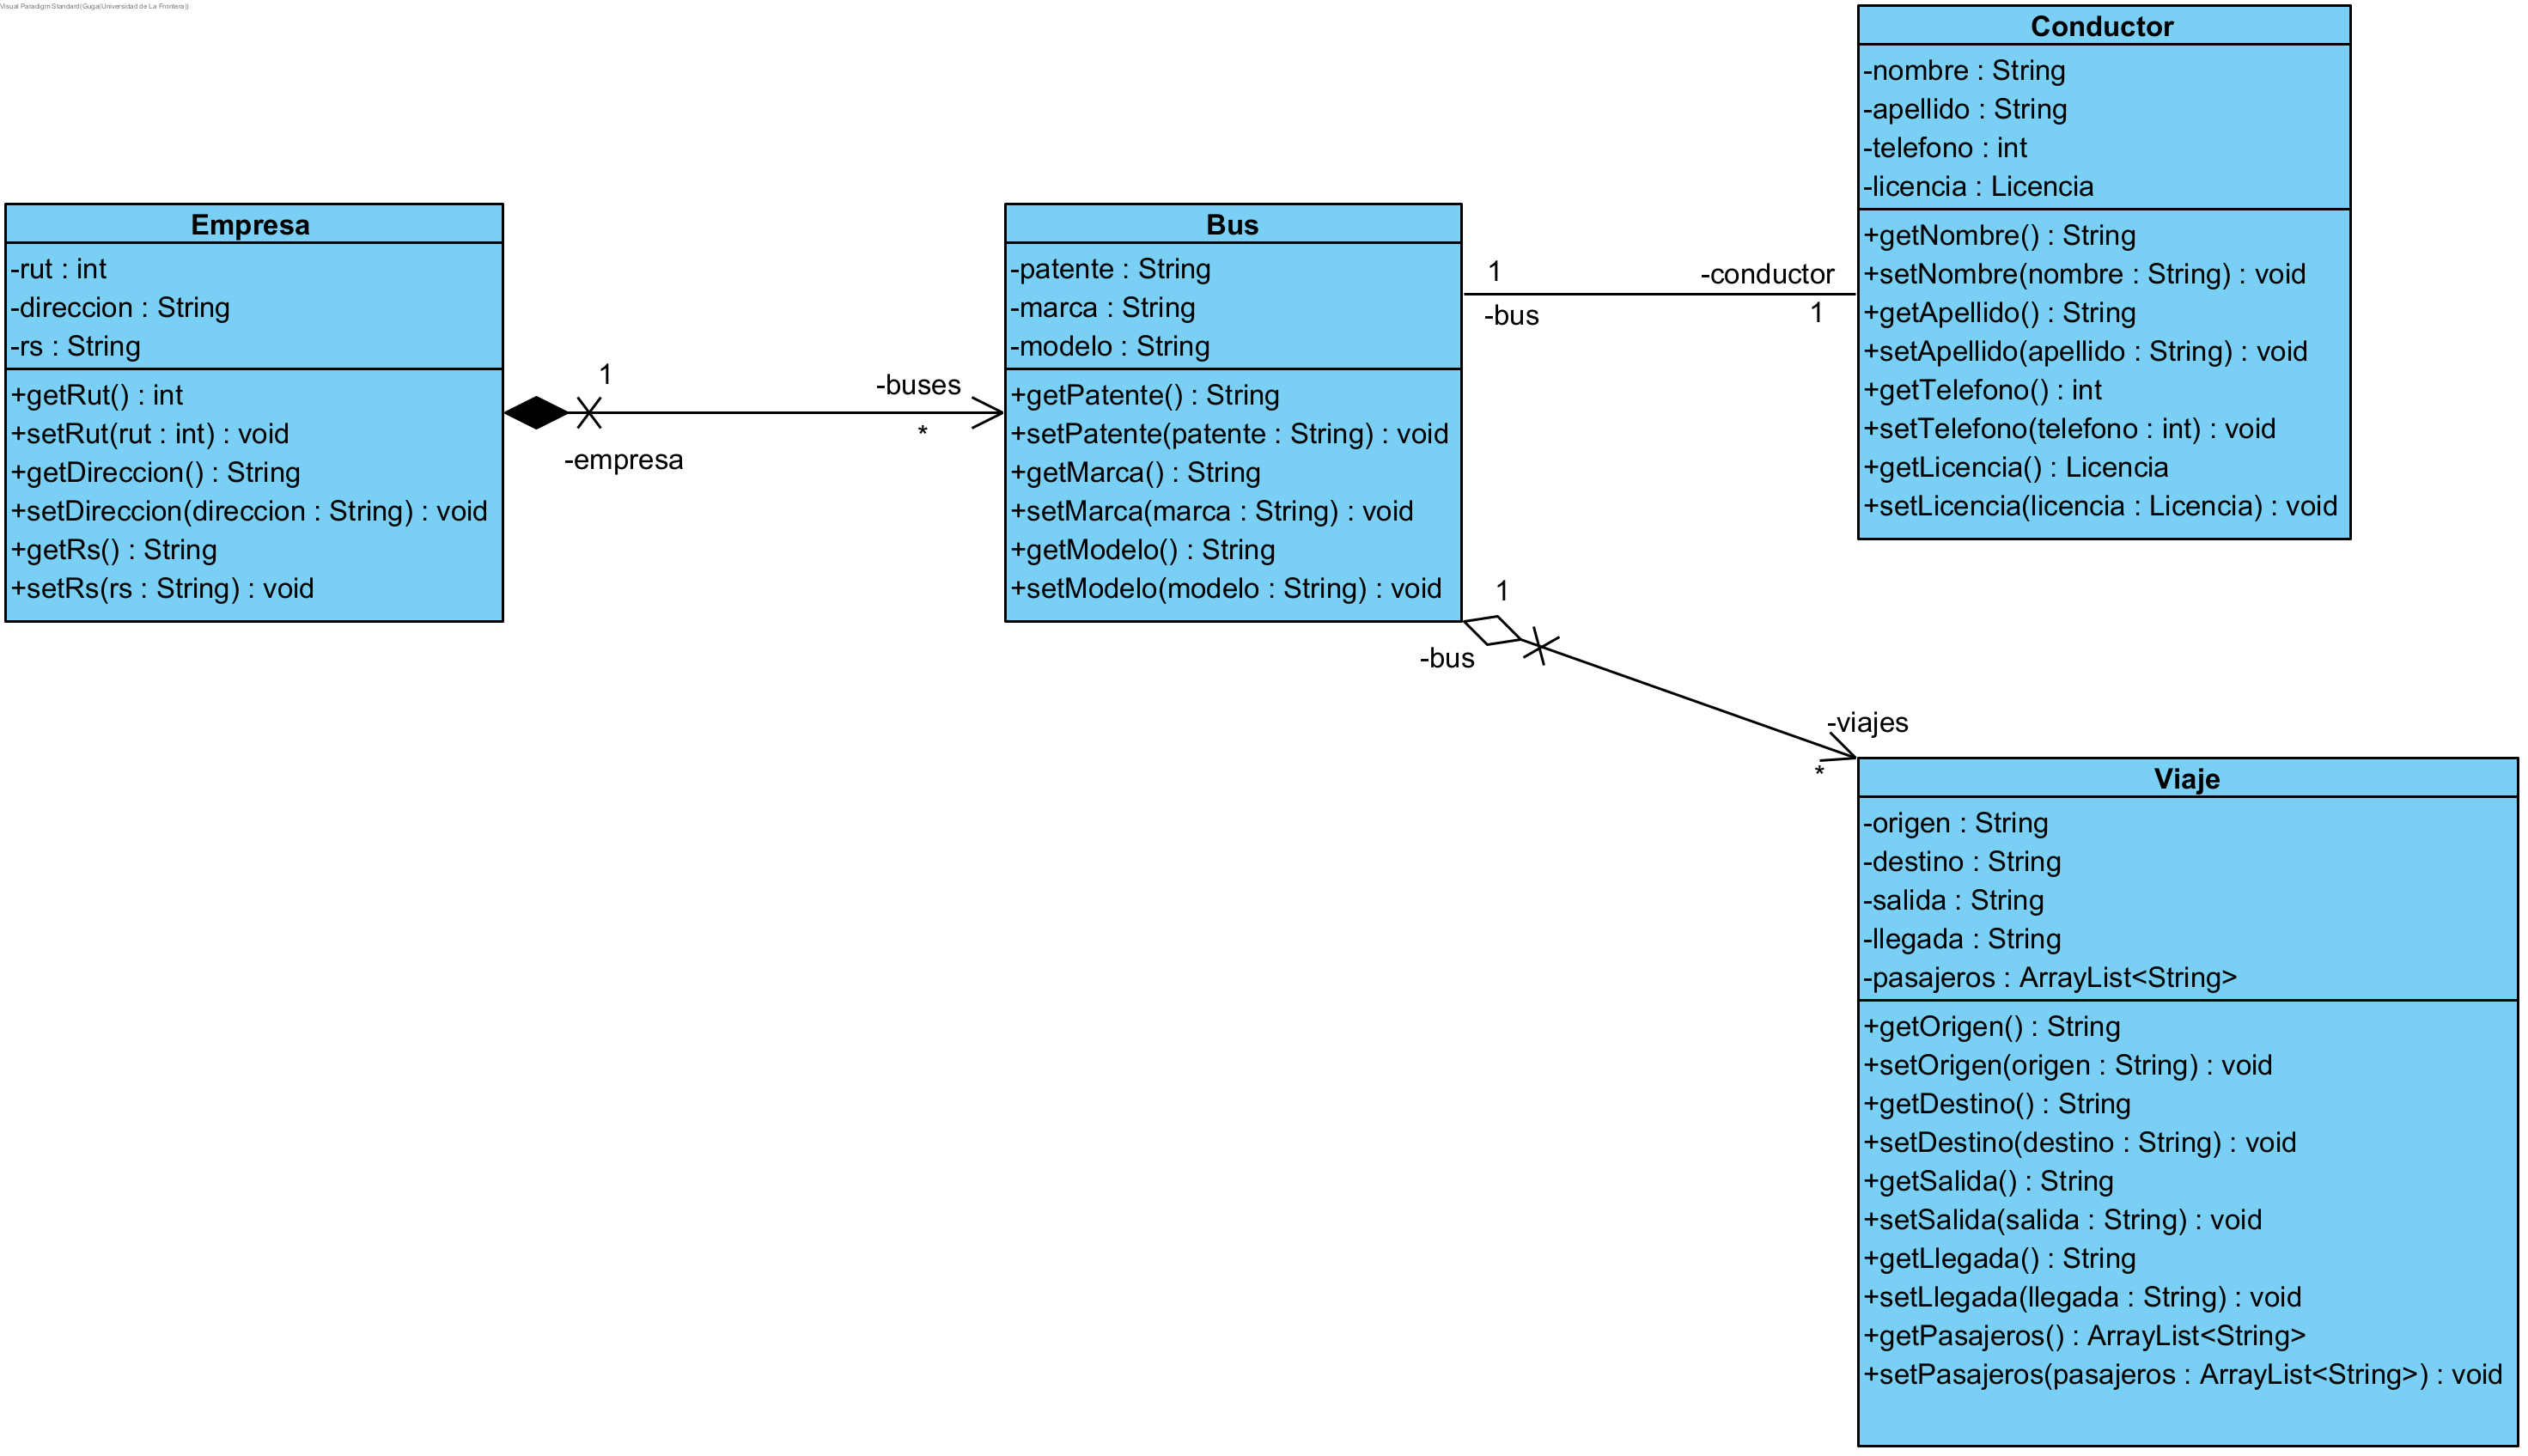 Visual Paradigm Standard(Guga(Universidad de La Frontera))
Empresa
-rut : int
-direccion : String
-rs : String
+getRut() : int
+setRut(rut : int) : void
+getDireccion() : String
+setDireccion(direccion : String) : void
+getRs() : String
+setRs(rs : String) : void
1
-empresa
-buses
*
Bus
-patente : String
-marca : String
-modelo : String
+getPatente() : String
+setPatente(patente : String) : void
+getMarca() : String
+setMarca(marca : String) : void
+getModelo() : String
+setModelo(modelo : String) : void
1
-bus
-conductor
1
Conductor
-nombre : String
-apellido : String
-telefono : int
-licencia : Licencia
+getNombre() : String
+setNombre(nombre : String) : void
+getApellido() : String
+setApellido(apellido : String) : void
+getTelefono() : int
+setTelefono(telefono : int) : void
+getLicencia() : Licencia
+setLicencia(licencia : Licencia) : void
1
-bus
-viajes
*
Viaje
-origen : String
-destino : String
-salida : String
-llegada : String
-pasajeros : ArrayList<String>
+getOrigen() : String
+setOrigen(origen : String) : void
+getDestino() : String
+setDestino(destino : String) : void
+getSalida() : String
+setSalida(salida : String) : void
+getLlegada() : String
+setLlegada(llegada : String) : void
+getPasajeros() : ArrayList<String>
+setPasajeros(pasajeros : ArrayList<String>) : void